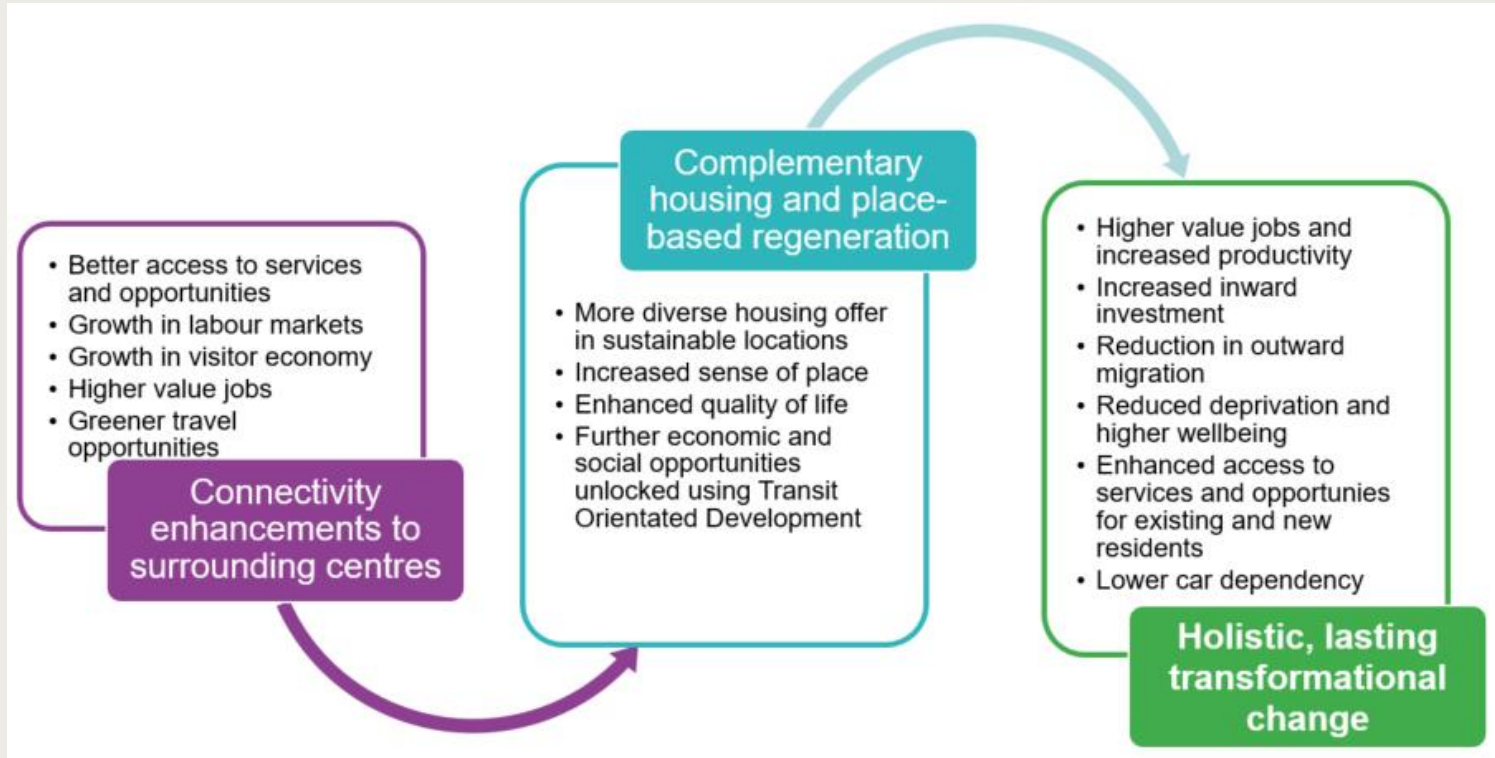 • Better access to services
and opportunities
• Growth in labour markets
• Growth in visitor economy
• Higher value jobs
• Greener travel
opportunities
Connectivity
enhancements to
surrounding centres
Complementary
housing and place-
based regeneration
• More diverse housing offer
in sustainable locations
• Increased sense of place
• Enhanced quality of life
• Further economic and
social opportunities
unlocked using Transit
Orientated Development
• Higher value jobs and
increased productivity
• Increased inward
investment
• Reduction in outward
migration
• Reduced deprivation and
higher wellbeing
• Enhanced access to
services and opportunies
for existing and new
residents
• Lower car dependency
Holistic, lasting
transformational
change